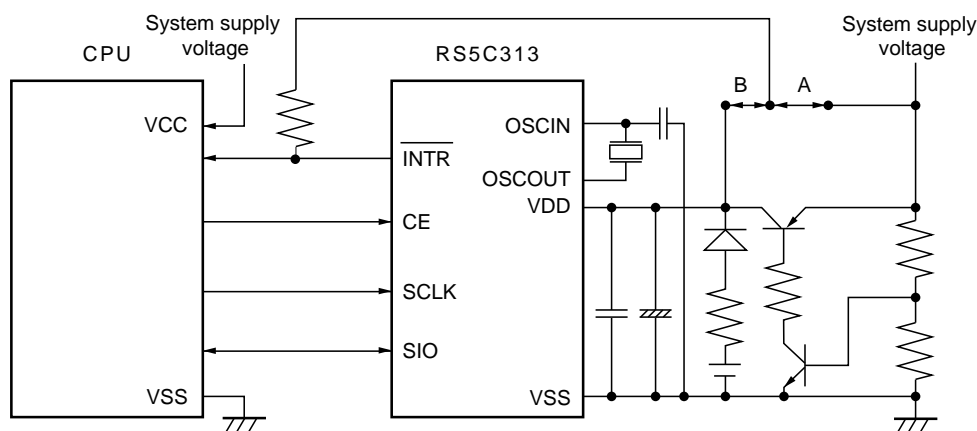 System supply
voltage
System supply
voltage
CPU
RS5C313
B
A
VCC
OSCIN
INTR
OSCOUT
VDD
CE
SCLK
SIO
VSS
VSS